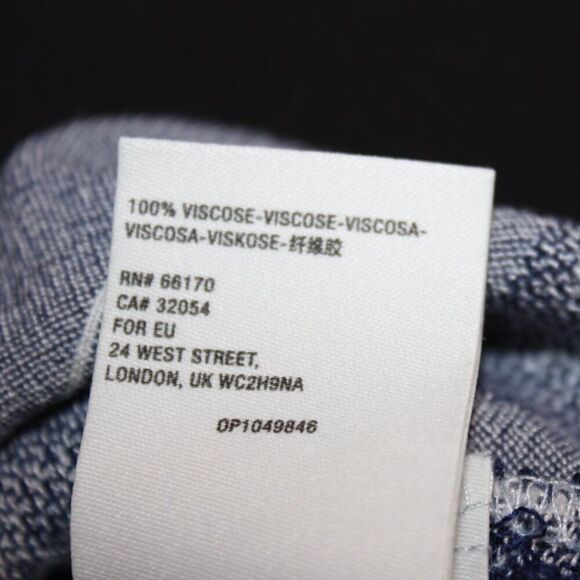 100% VISCOSE-VISCOSE-VISCOSA-
VISCOSA-VISKOSE-纤维胶
RN# 66170
CA# 32054
FOR EU
24 WEST STREET,
LONDON, UK WC2H9NA
OP1049846